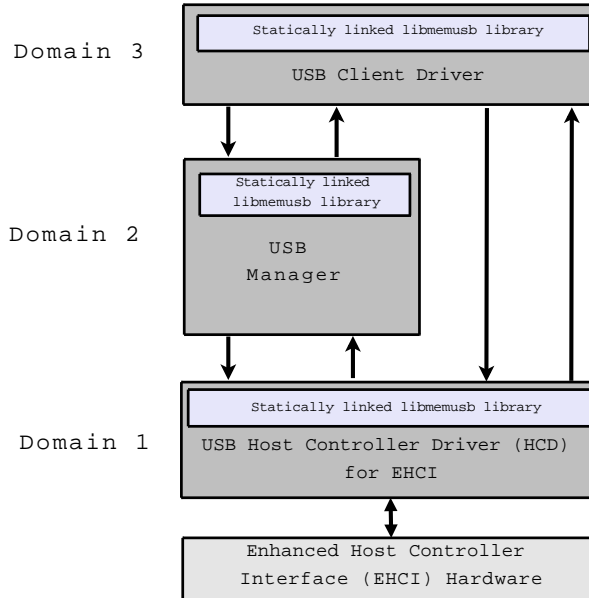 Statically linked libmemusb library
Domain 3
USB Client Driver
Statically linked
libmemusb library
Domain 2
USB
Manager
Statically linked libmemusb library
Domain 1
USB Host Controller Driver (HCD)
for EHCI
Enhanced Host Controller
Interface (EHCI) Hardware